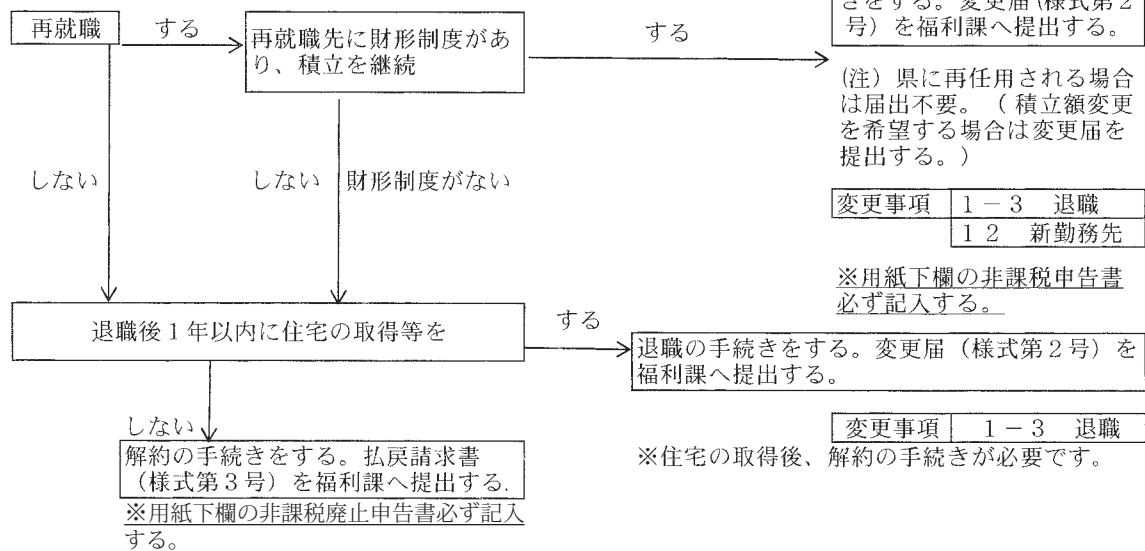 きをする。変更届(様式第2
号)を福利課へ提出する。
再就職
する
再就職先に財形制度があ
り、積立を継続
する
(注)県に再任用される場合
は届出不要。(積立額変更
を希望する場合は変更届を
提出する。)
しない
しない
財形制度がない
変更事項 1-3 退職
12 新勤務先
※用紙下欄の非課税申告書
必ず記入する。
退職後1年以内に住宅の取得等を
する
退職の手続きをする。変更届(様式第2号)を
福利課へ提出する。
変更事項 1-3 退職
※住宅の取得後、解約の手続きが必要です。
しない
解約の手続きをする。払戻請求書
(様式第3号)を福利課へ提出する.
※用紙下欄の非課税廃止申告書必ず記入
する。